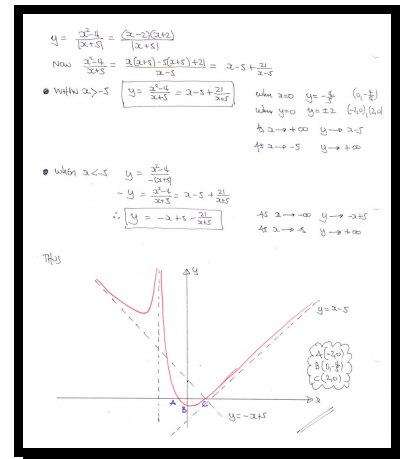 y = x²-4/|x+5| = (x-2)(x+2)/|x+5|
Now x²-4/x+5 = x(x+5)-5(x+5)+21/x-5 = x-5+21/x-5
• When x>-5 y = x²-4/x+5 = x-5+21/x+5
When x=0 y=-4/5 (0,-4/5)
When y=0 y=±2 (-2,0),(2,0)
As x→+∞ y→x-5
As x→-5 y→+∞
• When x<-5 y = x²-4/-(x+5)
-y = x²-4/x+5 = x-5+21/x+5
∴ y = -x+5-21/x+5
As x→-∞ y→-x+5
As x→-5 y→+∞
Thus
y
y=x-5
A(-2,0)
B(0,-4/5)
C(2,0)
A B C x
y=-x+5